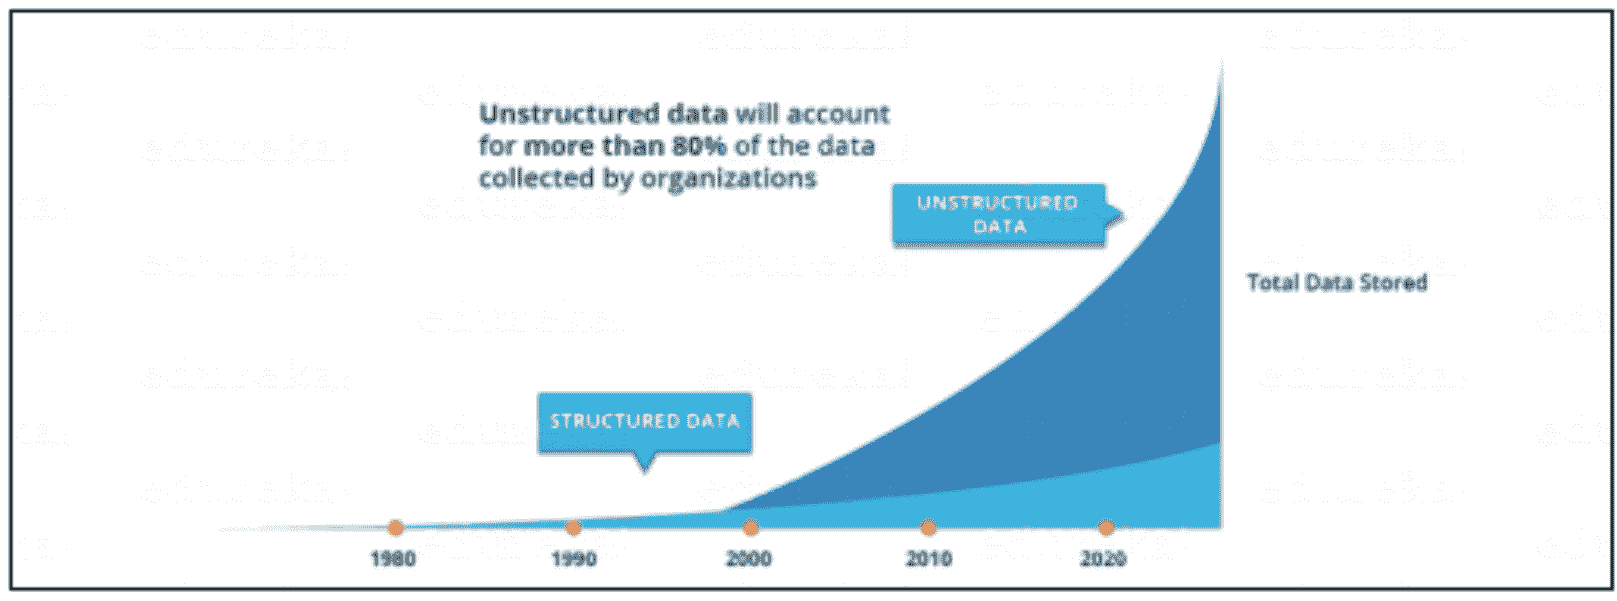 Unstructured data will account
for more than 80% of the data
collected by organizations
UNSTRUCTURED
DATA
Total Data Stored
STRUCTURED DATA
1980 1990 2000 2010 2020